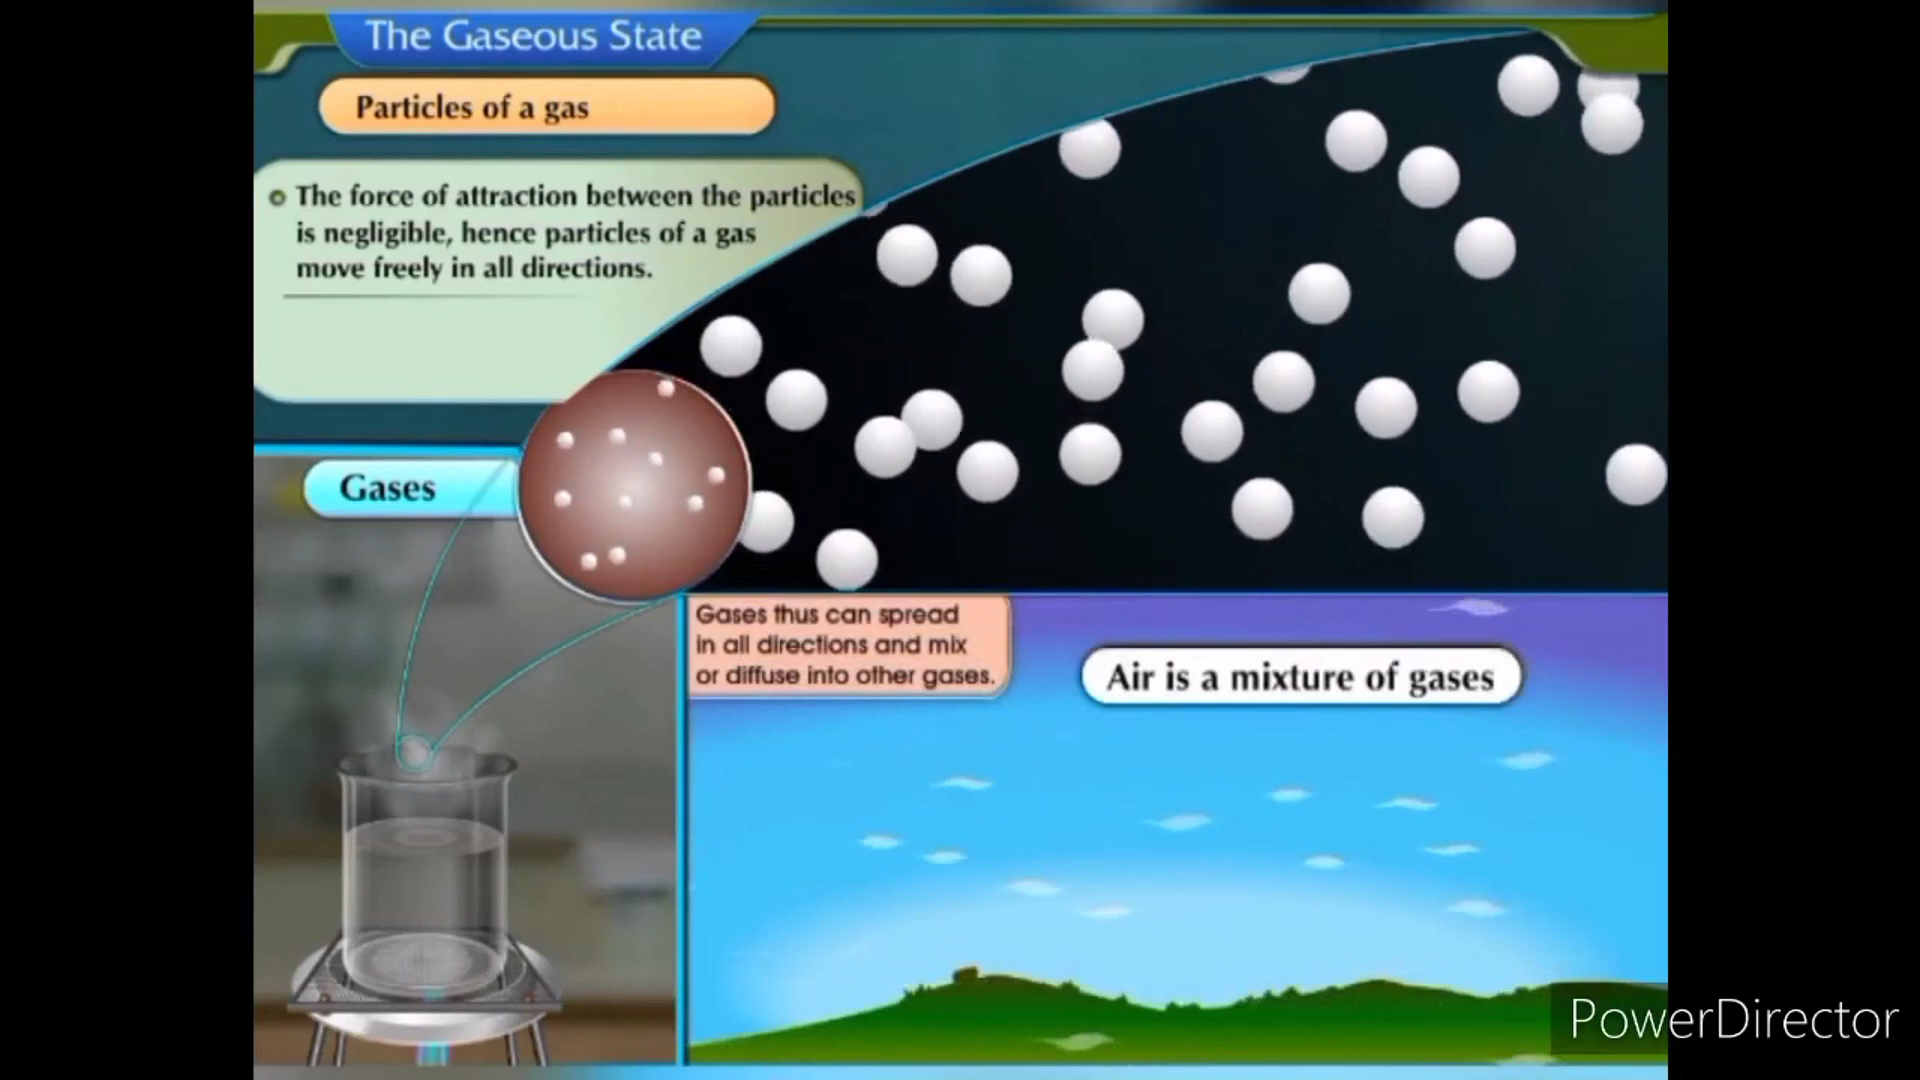 The Gaseous State
Particles of a gas
The force of attraction between the particles
is negligible, hence particles of a gas
move freely in all directions.
Gases
Gases thus can spread
in all directions and mix
or diffuse into other gases.
Air is a mixture of gases
PowerDirector